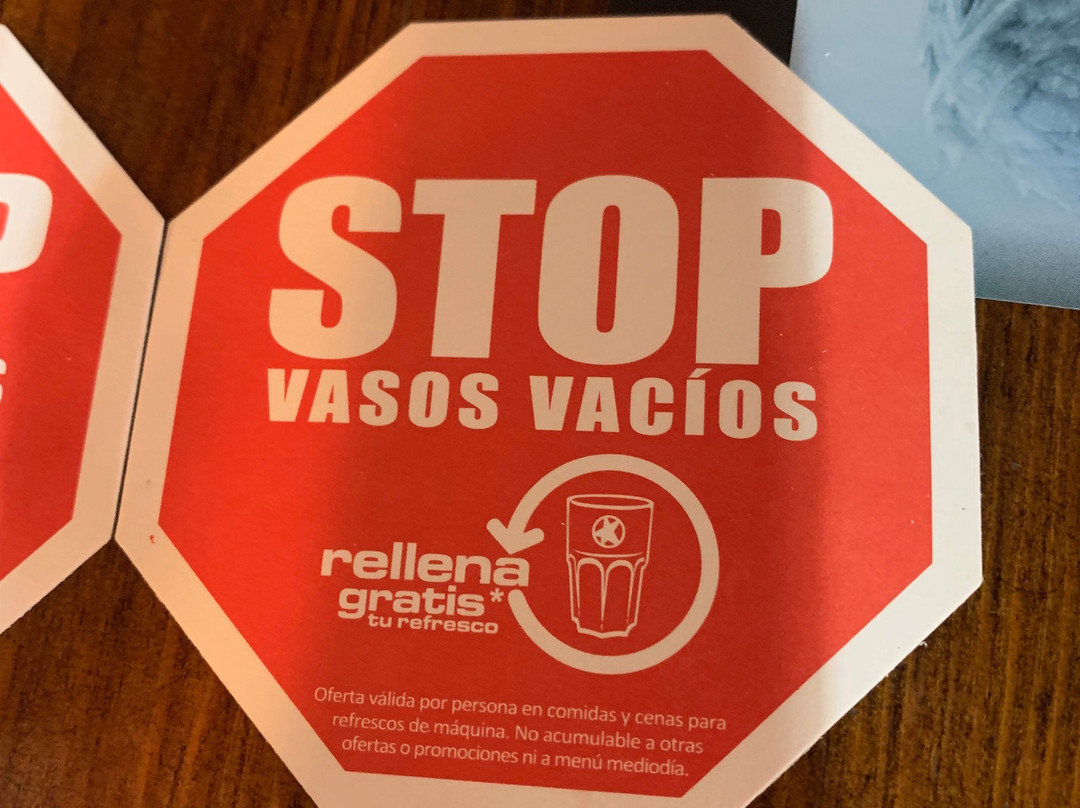 STOP
VASOS VACÍOS
rellena
gratis*
tu refresco
Oferta válida por persona en comidas y cenas para
refrescos de máquina. No acumulable a otras
ofertas o promociones ni a menú mediodía.
P
S